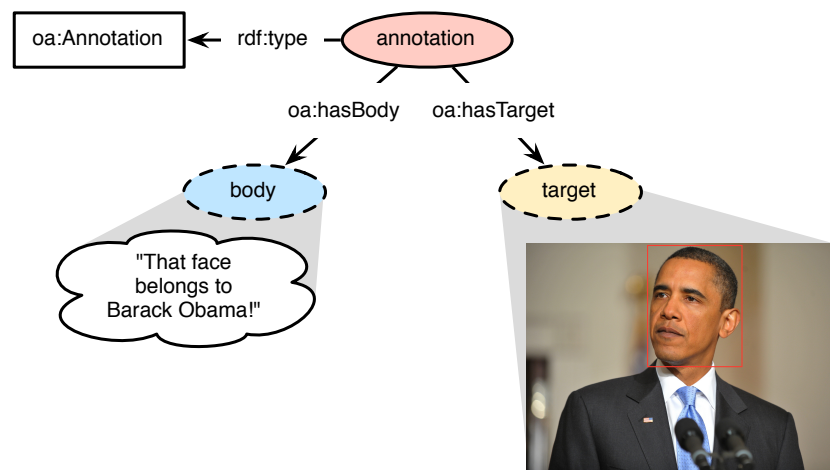 oa:Annotation
rdf:type
annotation
oa:hasBody
oa:hasTarget
body
target
"That face
belongs to
Barack Obama!"